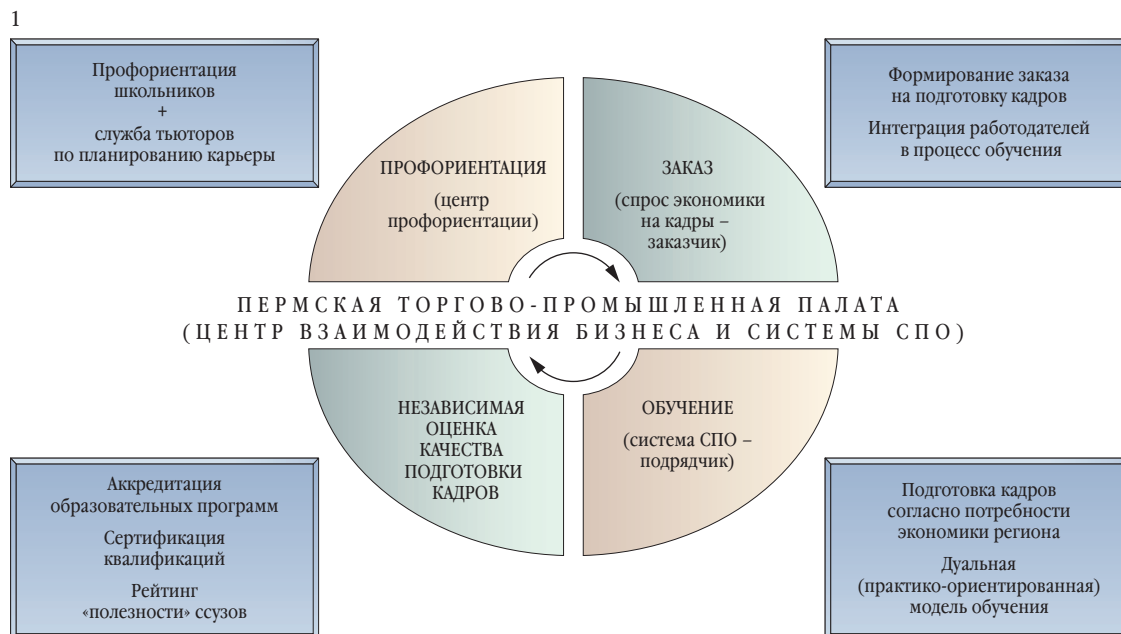 1
Профориентация
школьников
+
служба тьюторов
по планированию карьеры
Формирование заказа
на подготовку кадров
Интеграция работодателей
в процесс обучения
ПРОФОРИЕНТАЦИЯ
(центр
профориентации)
ЗАКАЗ
(спрос экономики
на кадры –
заказчик)
ПЕРМСКАЯ ТОРГОВО-ПРОМЫШЛЕННАЯ ПАЛАТА
(ЦЕНТР ВЗАИМОДЕЙСТВИЯ БИЗНЕСА И СИСТЕМЫ СПО)
НЕЗАВИСИМАЯ
ОЦЕНКА
КАЧЕСТВА
ПОДГОТОВКИ
КАДРОВ
ОБУЧЕНИЕ
(система СПО –
подрядчик)
Аккредитация
образовательных программ
Сертификация
квалификаций
Рейтинг
«полезности» ссузов
Подготовка кадров
согласно потребности
экономики региона
Дуальная
(практико-ориентированная)
модель обучения